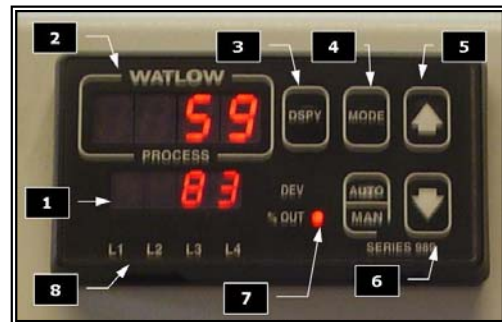 2
3
4
5
WATLOW
59
DSPY
MODE
PROCESS
1
83
DEV
AUTO
% OUT
MAN
L1 L2 L3 L4
SERIES 989
8
7
6